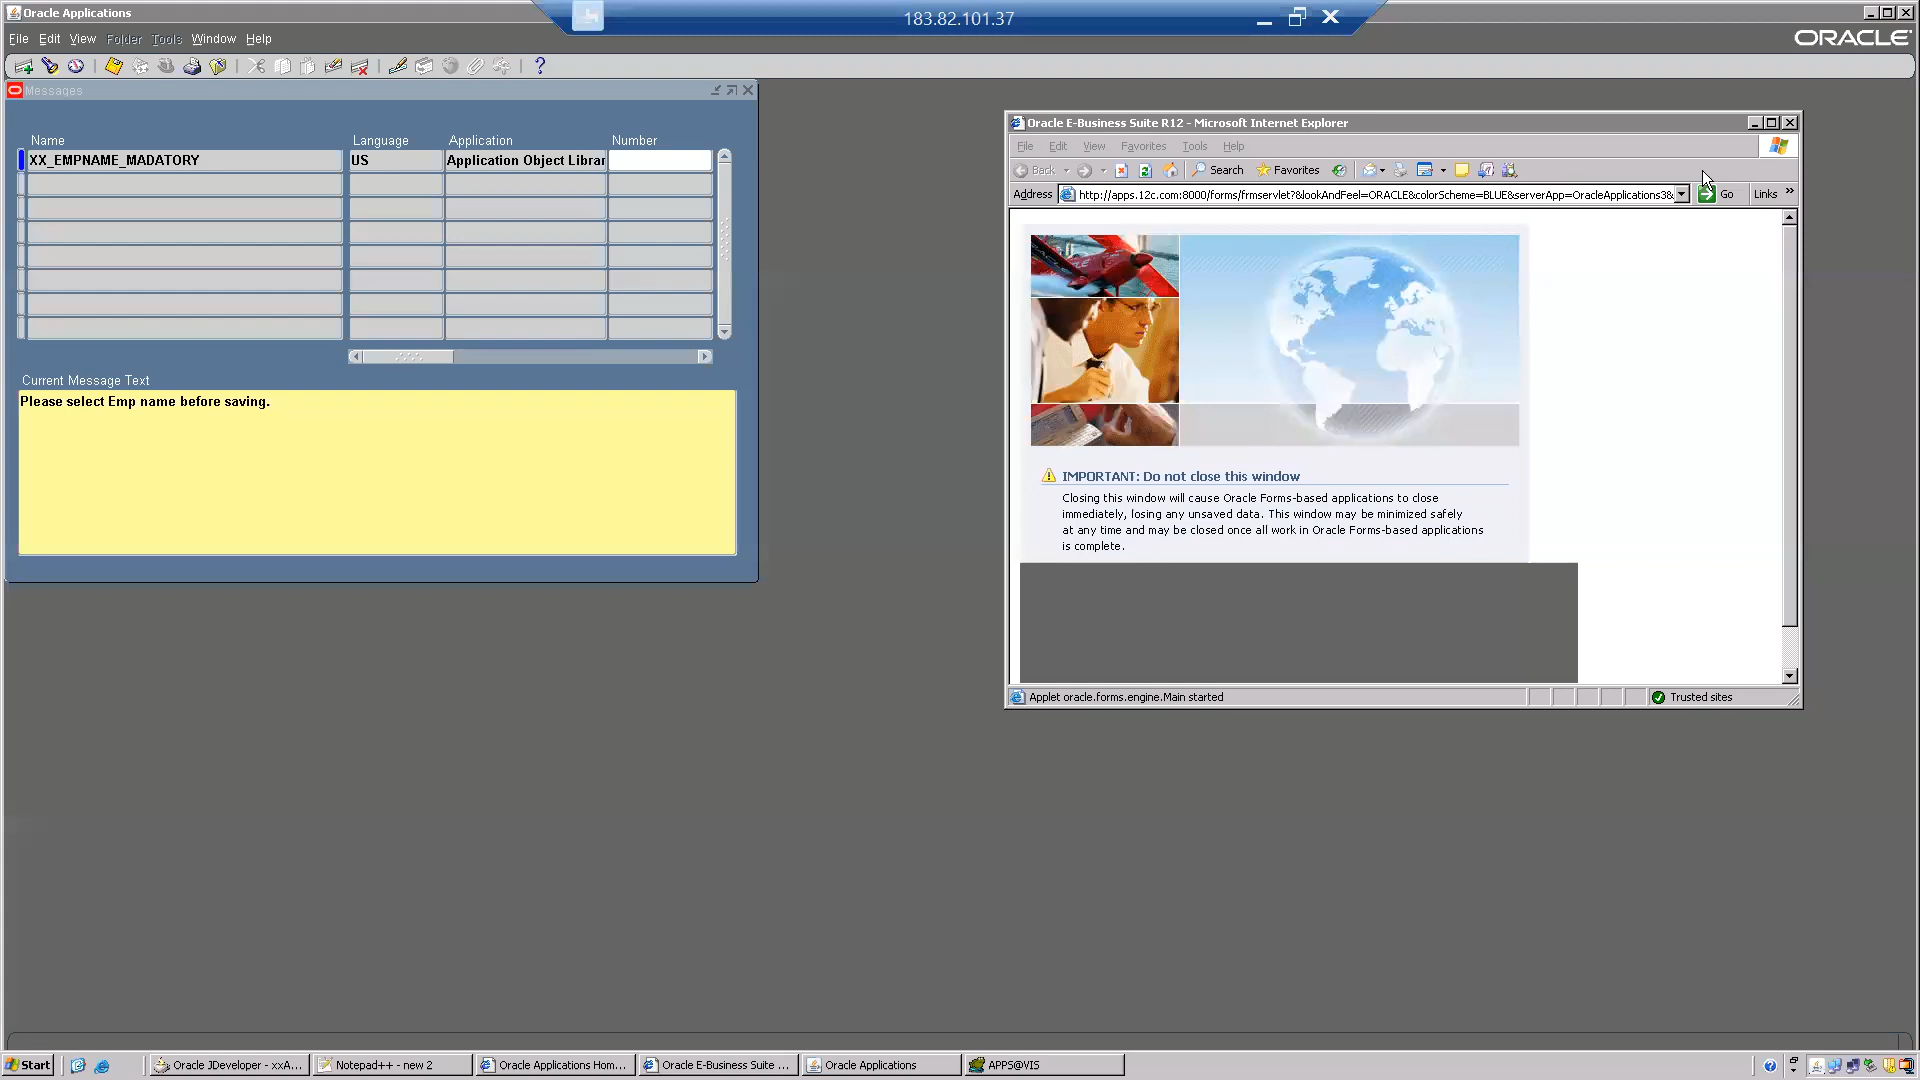 Oracle Applications
183.82.101.37
File Edit View Folder Tools Window Help
ORACLE
Messages
Name Language Application Number
XX_EMPNAME_MADATORY US Application Object Librar
Current Message Text
Please select Emp name before saving.
Oracle E-Business Suite R12 - Microsoft Internet Explorer
File Edit View Favorites Tools Help
Back Search Favorites
Address http://apps.12c.com:8000/forms/frmservlet?&lookAndFeel=ORACLE&colorScheme=BLUE&serverApp=OracleApplications3& Go Links »
IMPORTANT: Do not close this window
Closing this window will cause Oracle Forms-based applications to close
immediately, losing any unsaved data. This window may be minimized safely
at any time and may be closed once all work in Oracle Forms-based applications
is complete.
Applet oracle.forms.engine.Main started Trusted sites
Start Oracle JDeveloper - xxA... Notepad++ - new 2 Oracle Applications Hom... Oracle E-Business Suite ... Oracle Applications APPS@VIS